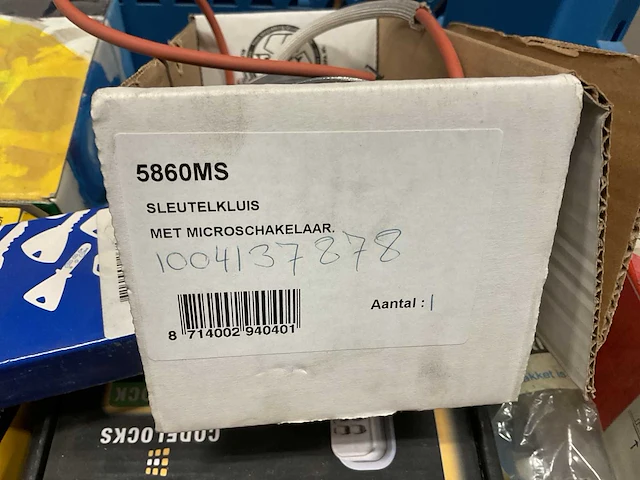 5860MS
SLEUTELKLUIS
MET MICROSCHAKELAAR.
1004137878
Aantal : 1
8 714002 940401
CODELOCKS